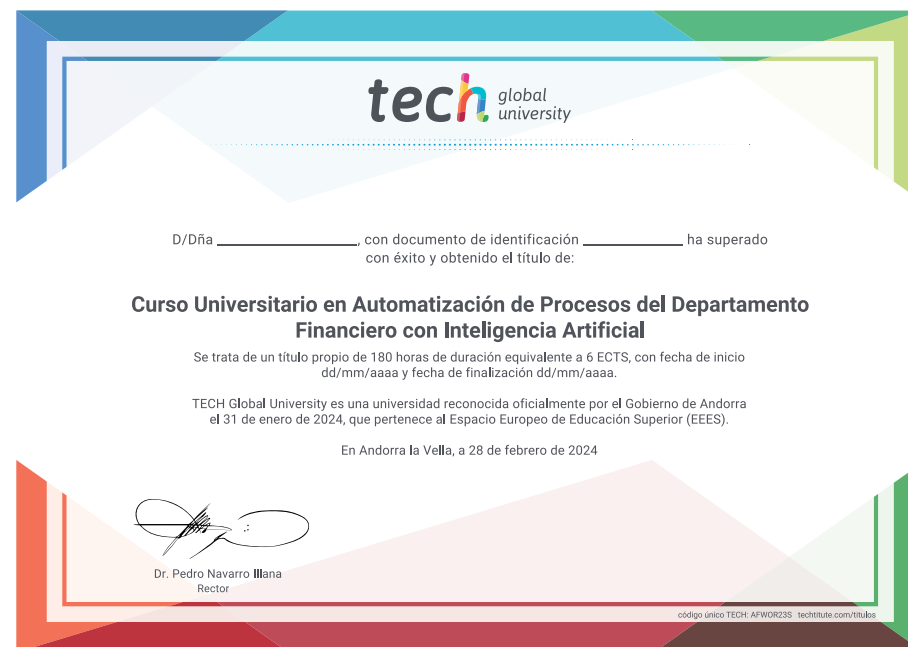 tech global university
D/Dña ____________, con documento de identificación ____________ ha superado
con éxito y obtenido el título de:
Curso Universitario en Automatización de Procesos del Departamento
Financiero con Inteligencia Artificial
Se trata de un título propio de 180 horas de duración equivalente a 6 ECTS, con fecha de inicio
dd/mm/aaaa y fecha de finalización dd/mm/aaaa.
TECH Global University es una universidad reconocida oficialmente por el Gobierno de Andorra
el 31 de enero de 2024, que pertenece al Espacio Europeo de Educación Superior (EEES).
En Andorra la Vella, a 28 de febrero de 2024
Dr. Pedro Navarro Illana
Rector
código único TECH: AFWOR23S techtitute.com/titulos